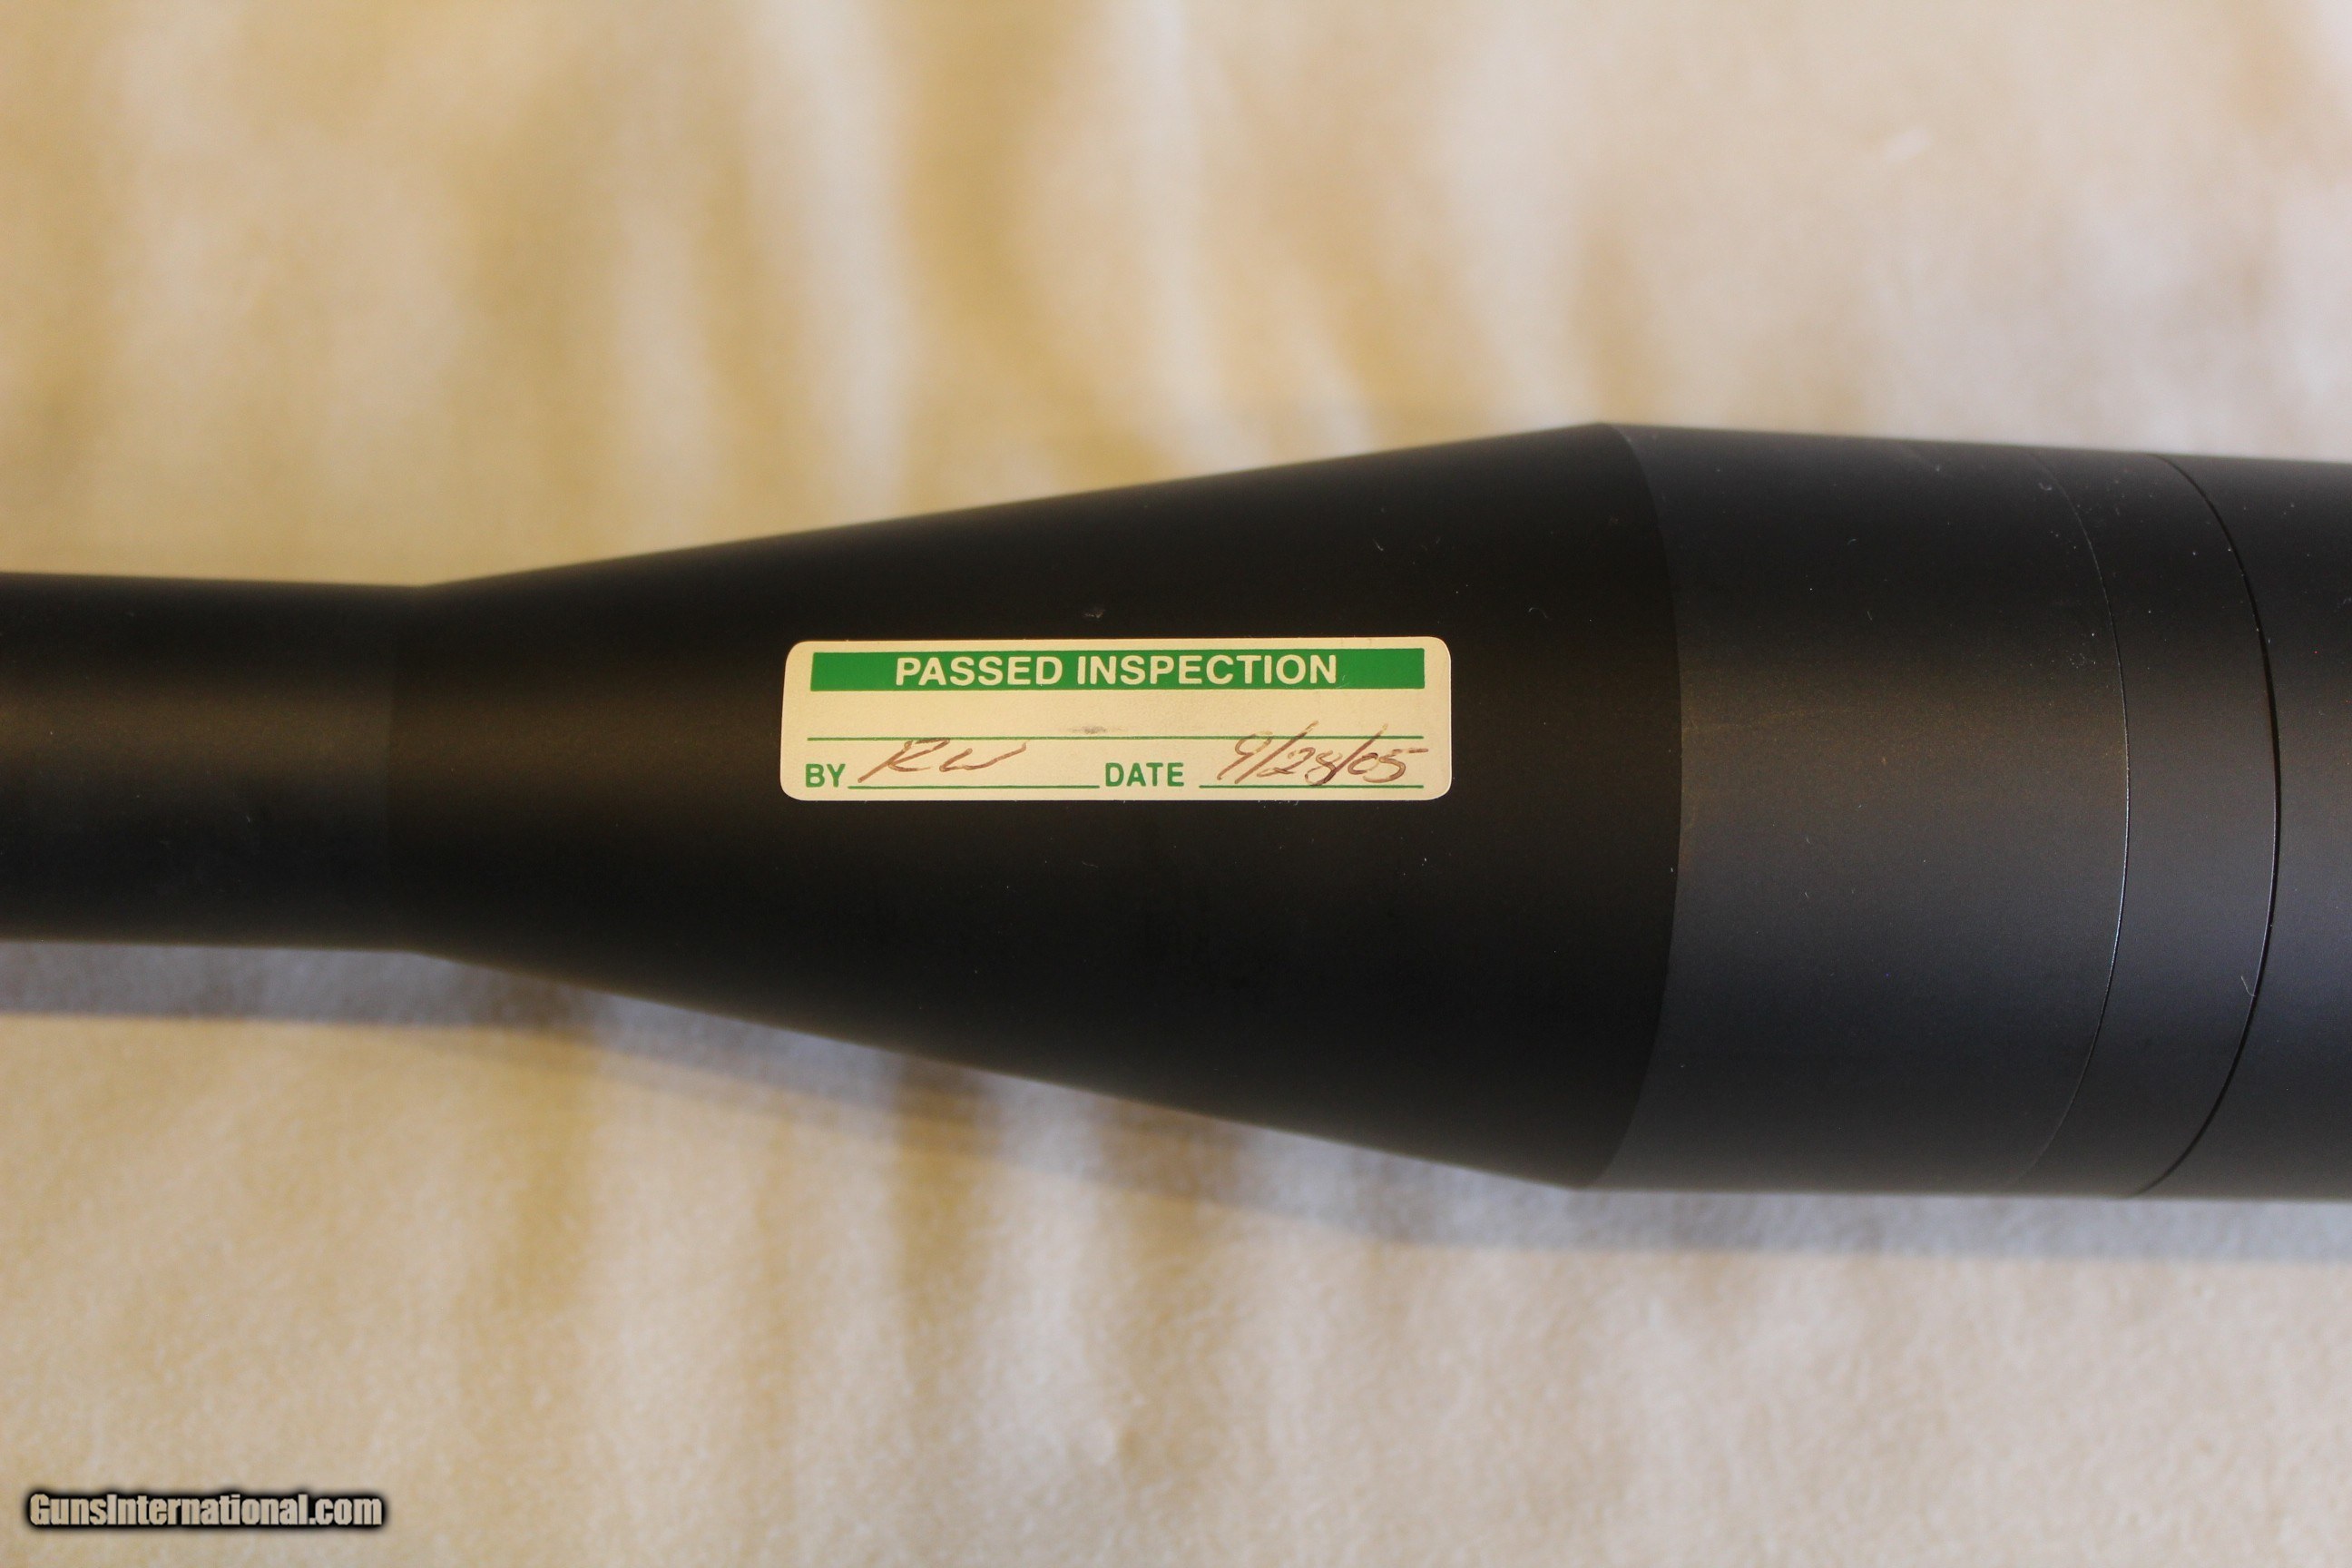 PASSED INSPECTION
BY RW DATE 9/28/05
GunsInternational.com